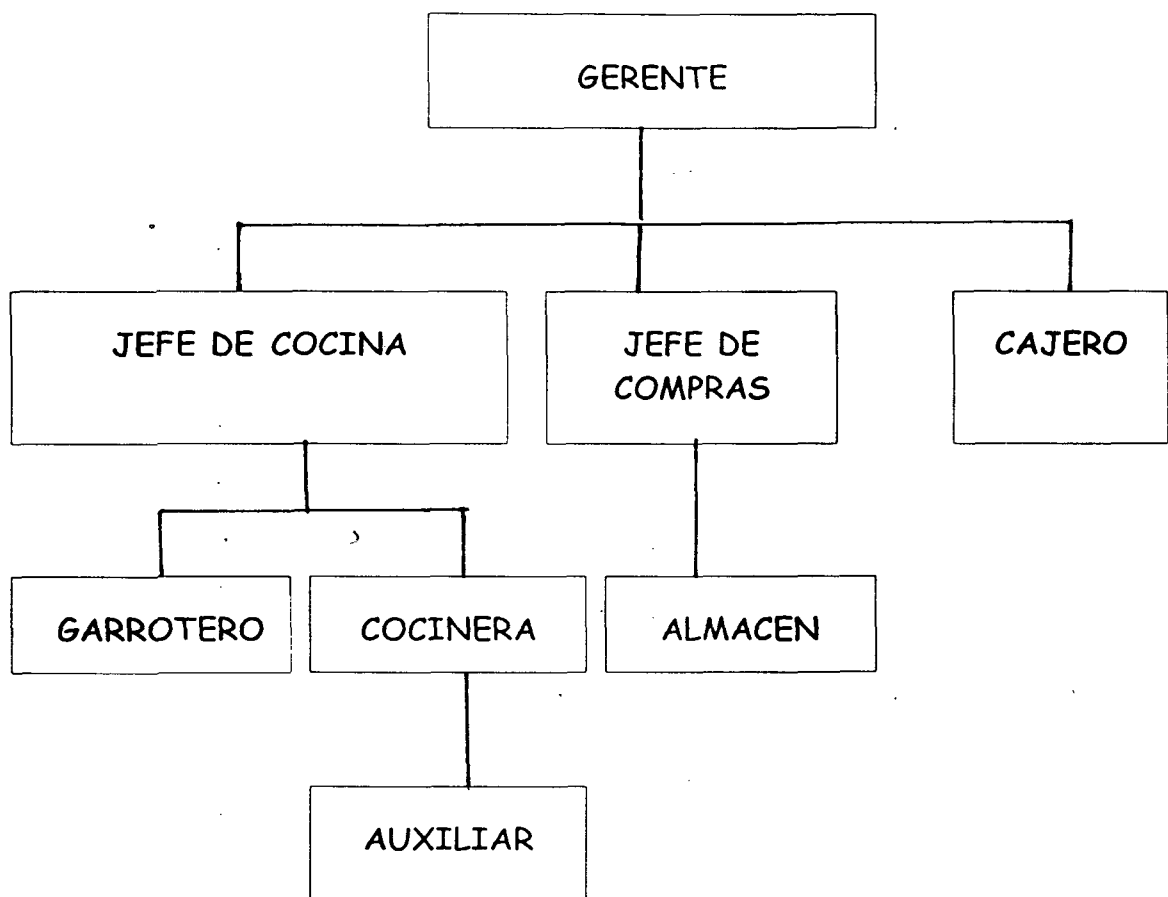 GERENTE
JEFE DE COCINA
JEFE DE
COMPRAS
CAJERO
GARROTERO
COCINERA
ALMACEN
AUXILIAR